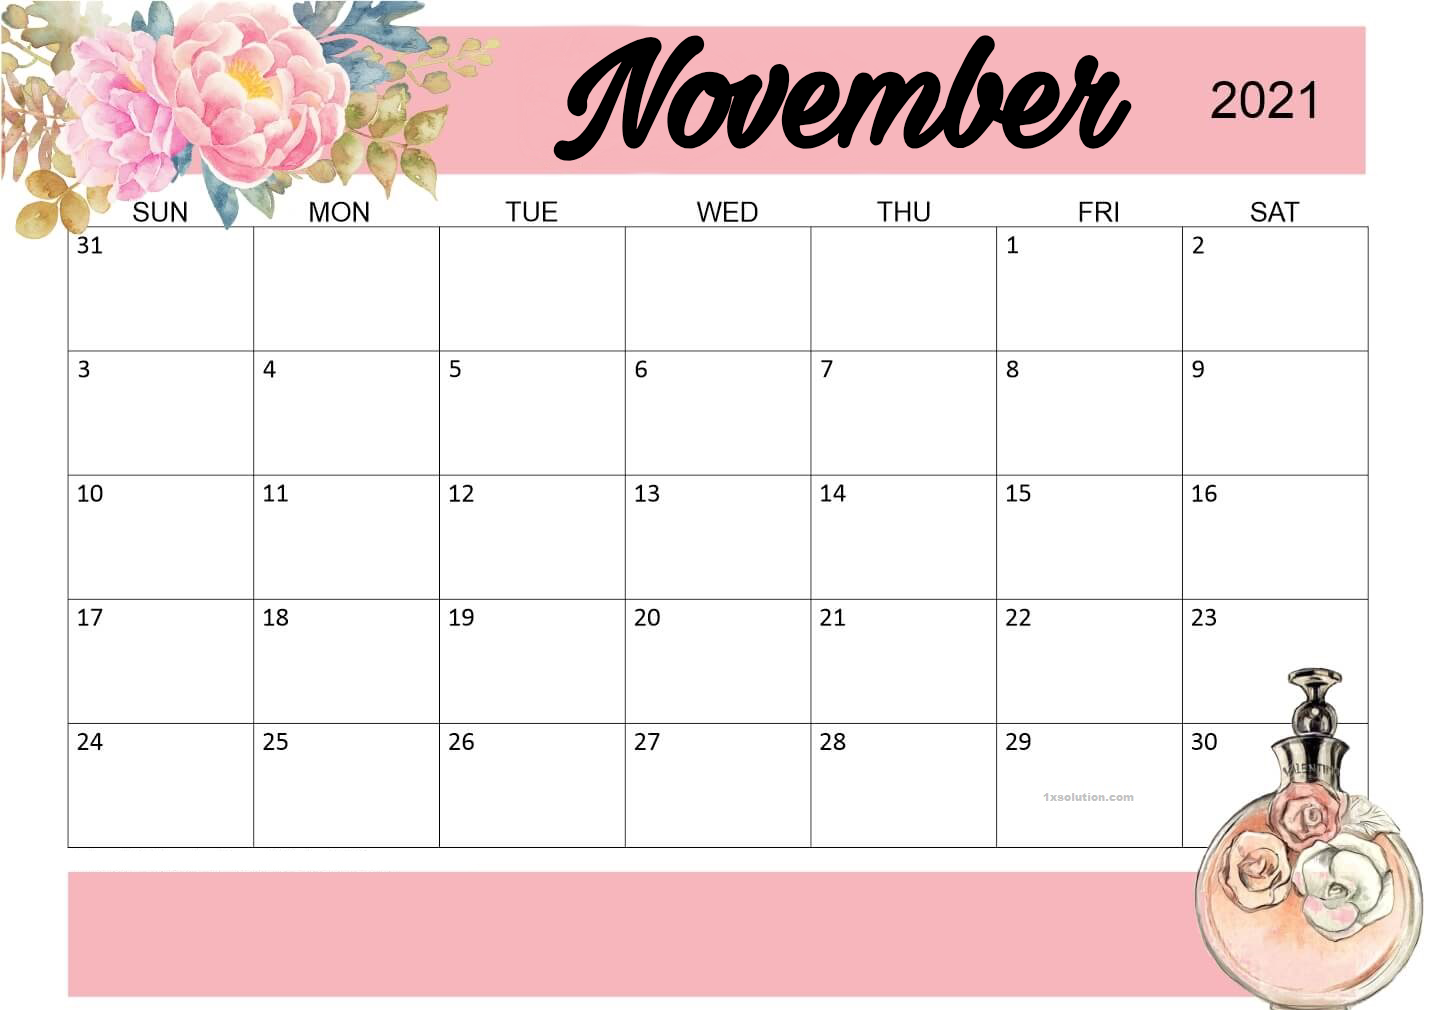 November 2021
SUN MON TUE WED THU FRI SAT
31 1 2
3 4 5 6 7 8 9
10 11 12 13 14 15 16
17 18 19 20 21 22 23
24 25 26 27 28 29 30
VALENTINO
1xsolution.com